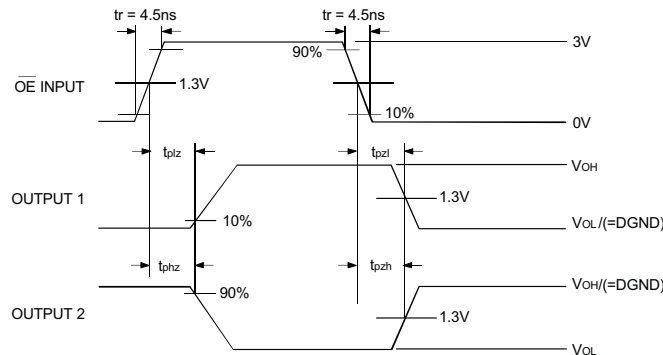 tr = 4.5ns
tr = 4.5ns
90%
3V
OE INPUT
1.3V
10%
0V
tplz
tpzl
VOH
OUTPUT 1
1.3V
10%
VOL/(=DGND)
tphz
tpzh
VOH/(=DGND)
90%
OUTPUT 2
1.3V
VOL